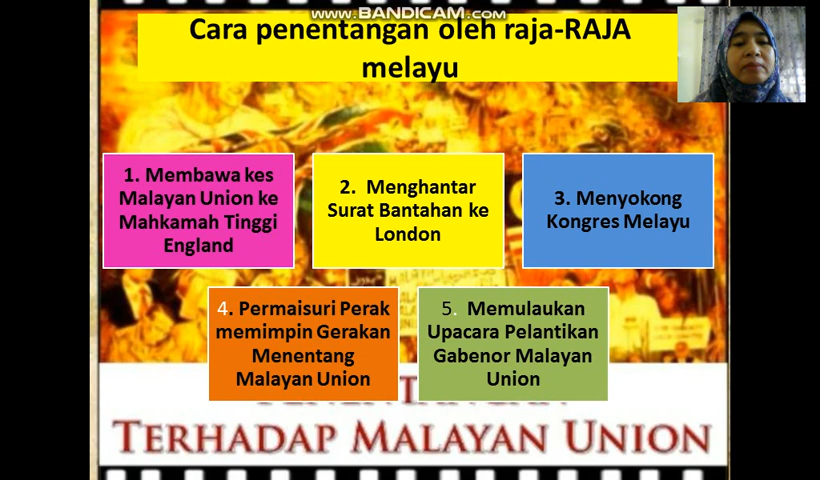 WWW.BANDICAM.COM
Cara penentangan oleh raja-RAJA
melayu
1. Membawa kes
Malayan Union ke
Mahkamah Tinggi
England
2. Menghantar
Surat Bantahan ke
London
3. Menyokong
Kongres Melayu
4. Permaisuri Perak
memimpin Gerakan
Menentang
Malayan Union
5. Memulaukan
Upacara Pelantikan
Gabenor Malayan
Union
TERHADAP MALAYAN UNION